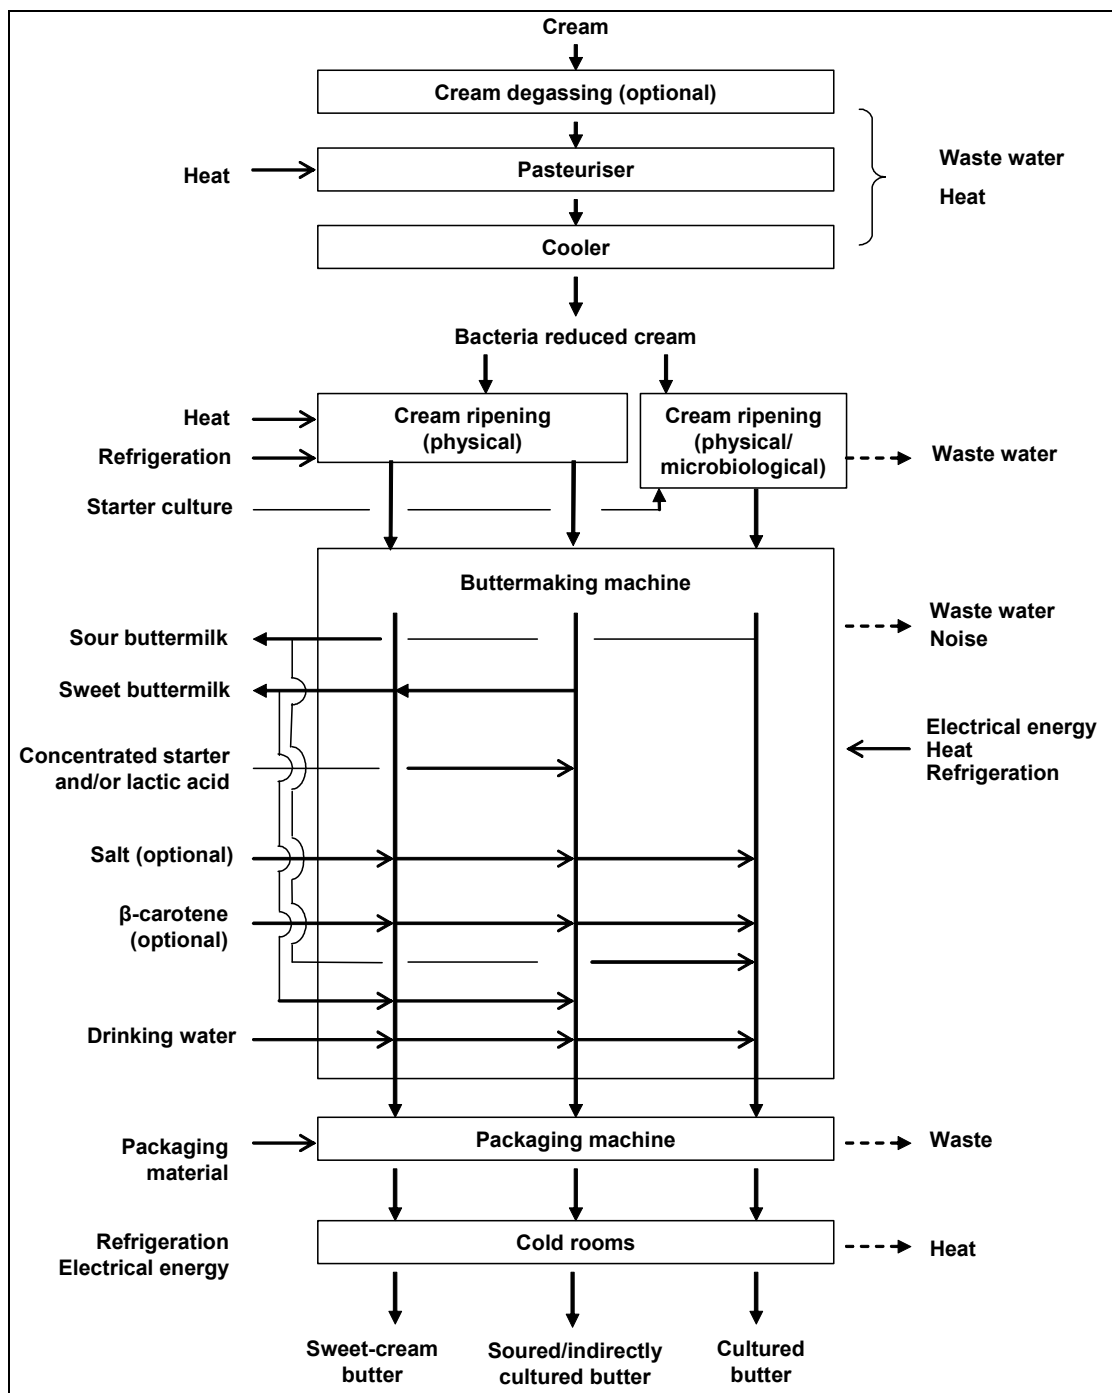 Cream
Cream degassing (optional)
Heat
Pasteuriser
Waste water
Heat
Cooler
Bacteria reduced cream
Heat
Refrigeration
Cream ripening
(physical)
Cream ripening
(physical/
microbiological)
Waste water
Starter culture
Buttermaking machine
Waste water
Noise
Sour buttermilk
Sweet buttermilk
Concentrated starter
and/or lactic acid
Electrical energy
Heat
Refrigeration
Salt (optional)
β-carotene
(optional)
Drinking water
Packaging
material
Packaging machine
Waste
Refrigeration
Electrical energy
Cold rooms
Heat
Sweet-cream
butter
Soured/indirectly
cultured butter
Cultured
butter